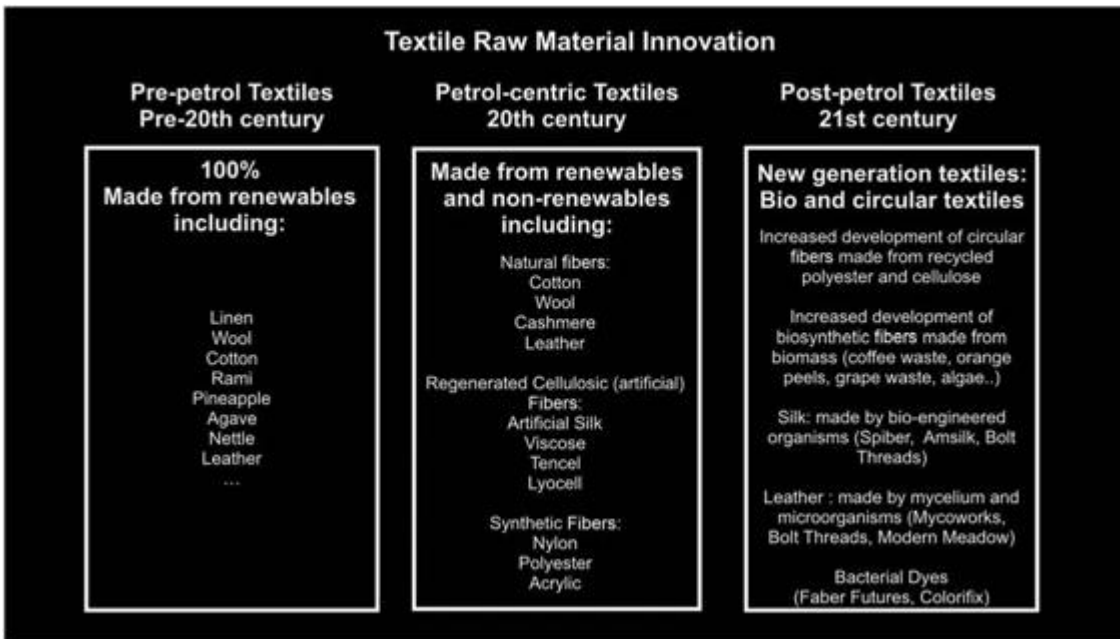 Textile Raw Material Innovation
Pre-petrol Textiles
Pre-20th century
100%
Made from renewables
including:
Linen
Wool
Cotton
Rami
Pineapple
Agave
Nettle
Leather
...
Petrol-centric Textiles
20th century
Made from renewables
and non-renewables
including:
Natural fibers:
Cotton
Wool
Cashmere
Leather
Regenerated Cellulosic (artificial)
Fibers:
Artificial Silk
Viscose
Tencel
Lyocell
Synthetic Fibers:
Nylon
Polyester
Acrylic
Post-petrol Textiles
21st century
New generation textiles:
Bio and circular textiles
Increased development of circular
fibers made from recycled
polyester and cellulose
Increased development of
biosynthetic fibers made from
biomass (coffee waste, orange
peels, grape waste, algae..)
Silk: made by bio-engineered
organisms (Spiber, Amsilk, Bolt
Threads)
Leather : made by mycelium and
microorganisms (Mycoworks,
Bolt Threads, Modern Meadow)
Bacterial Dyes
(Faber Futures, Colorifix)